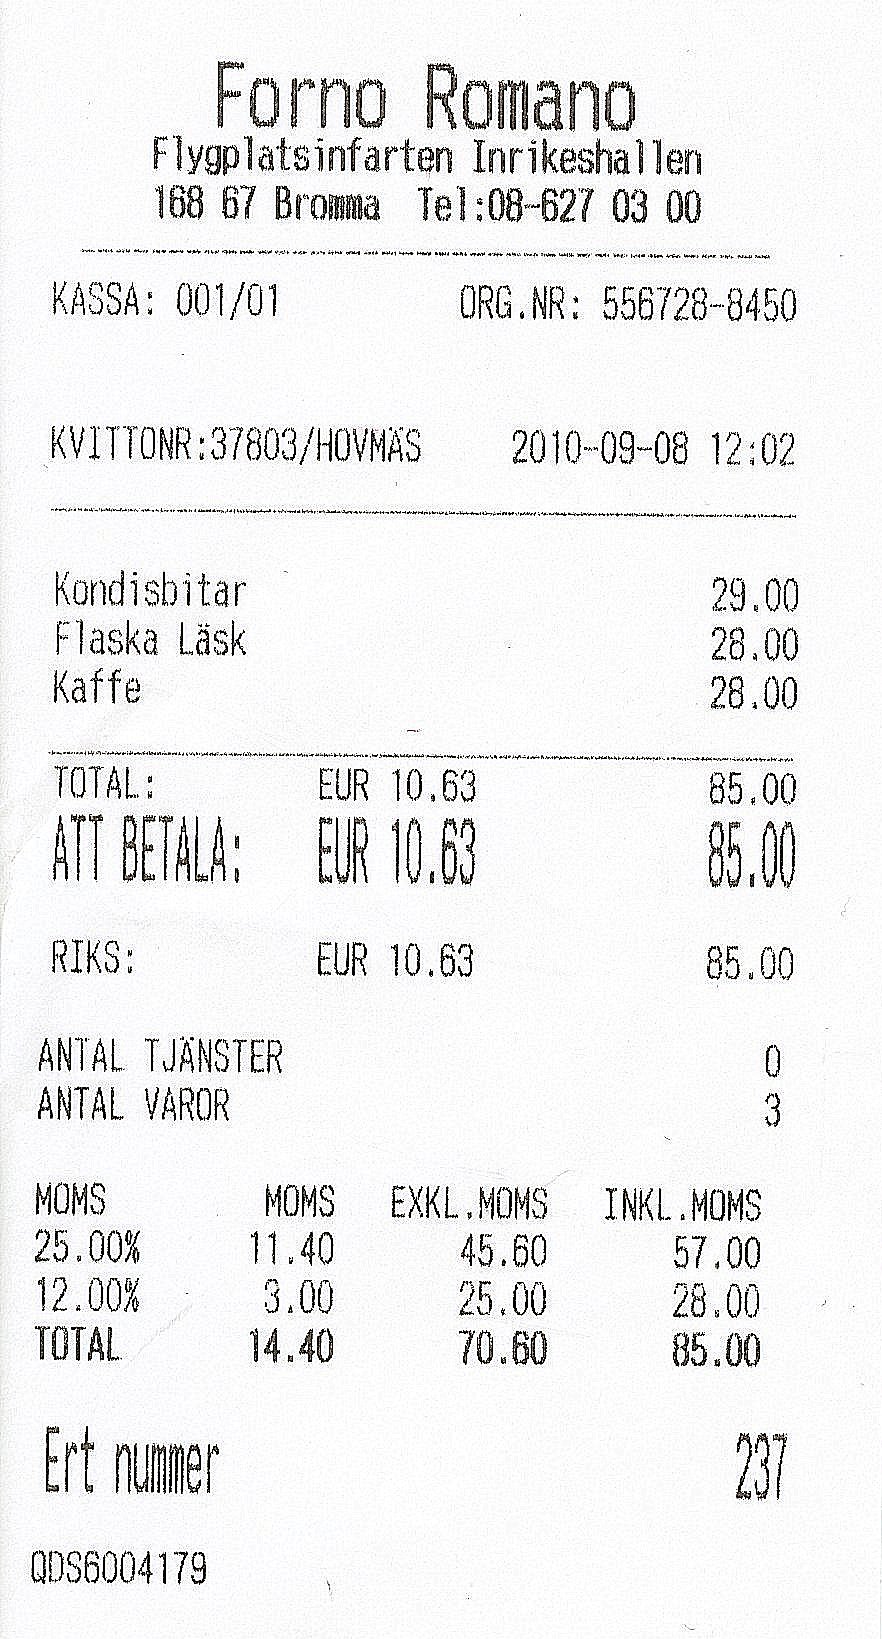 Forno Romano
Flygplatsinfarten Inrikeshallen
168 67 Bromma Tel:08-627 03 00
KASSA: 001/01 ORG.NR: 556728-8450
KVITTONR:37803/HOVMÄS 2010-09-08 12:02
Kondisbitar 29.00
Flaska Läsk 28.00
Kaffe 28.00
TOTAL: EUR 10.63 85.00
ATT BETALA: EUR 10.63 85.00
RIKS: EUR 10.63 85.00
ANTAL TJÄNSTER 0
ANTAL VAROR 3
MOMS MOMS EXKL.MOMS INKL.MOMS
25.00% 11.40 45.60 57.00
12.00% 3.00 25.00 28.00
TOTAL 14.40 70.60 85.00
Ert nummer 237
QDS6004179